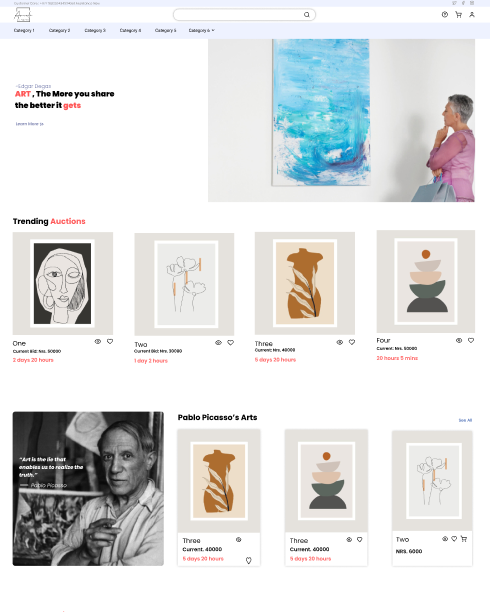 Category 1
Category 2
Category 3
Category 4
Category 5
Category 6
-Edgar Degas
ART , The More you share
the better it gets
Learn More
Trending Auctions
One
Current Bid: Nrs. 50000
2 days 20 hours
Two
Current Bid: Nrs. 30000
1 day 2 hours
Three
Current: Nrs. 40000
5 days 20 hours
Four
Current: Nrs. 50000
20 hours 5 mins
"Art is the lie that
enables us to realize the
truth."
Pablo Picasso
Pablo Picasso's Arts
See All
Three
Current. 40000
5 days 20 hours
Three
Current. 40000
5 days 20 hours
Two
NRS. 6000